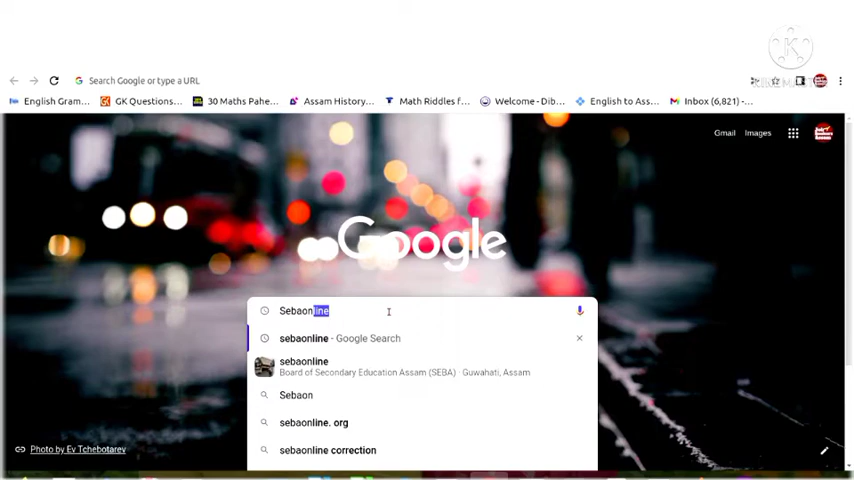 Search Google or type a URL
English Gram...
GK Questions...
30 Maths Pahe...
Assam History...
Math Riddles f...
Welcome - Dib...
English to Ass...
Inbox (6,821) -...
Gmail
Images
Google
Sebaonline
sebaonline - Google Search
sebaonline
Board of Secondary Education Assam (SEBA) · Guwahati, Assam
Sebaon
sebaonline. org
sebaonline correction
Photo by Ev Tchebotarev